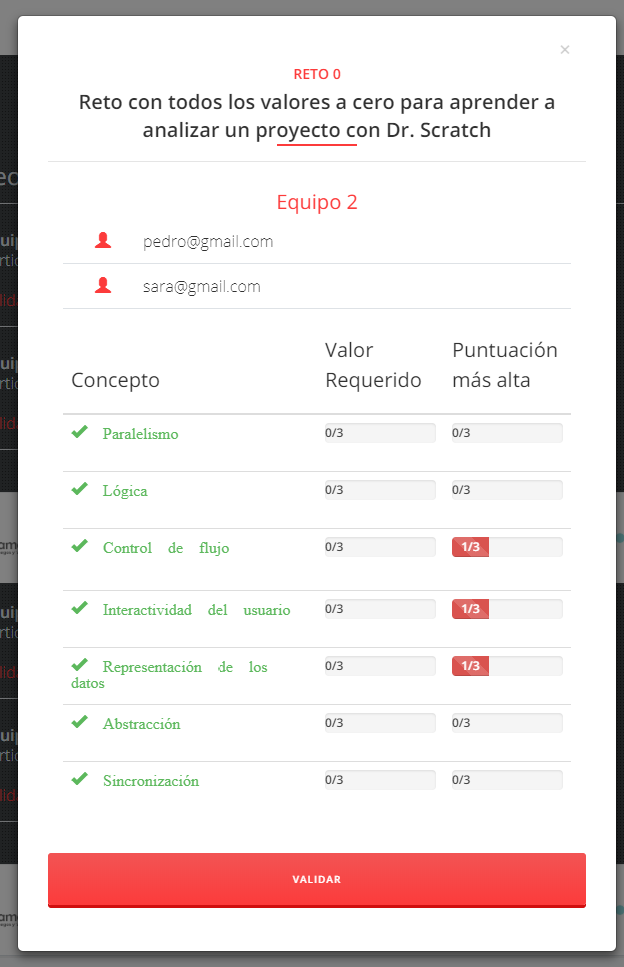 ×
RETO 0
Reto con todos los valores a cero para aprender a
analizar un proyecto con Dr. Scratch
Equipo 2
pedro@gmail.com
sara@gmail.com
Concepto Valor Requerido Puntuación más alta
Paralelismo 0/3 0/3
Lógica 0/3 0/3
Control de flujo 0/3 1/3
Interactividad del usuario 0/3 1/3
Representación de los 0/3 1/3
datos
Abstracción 0/3 0/3
Sincronización 0/3 0/3
VALIDAR